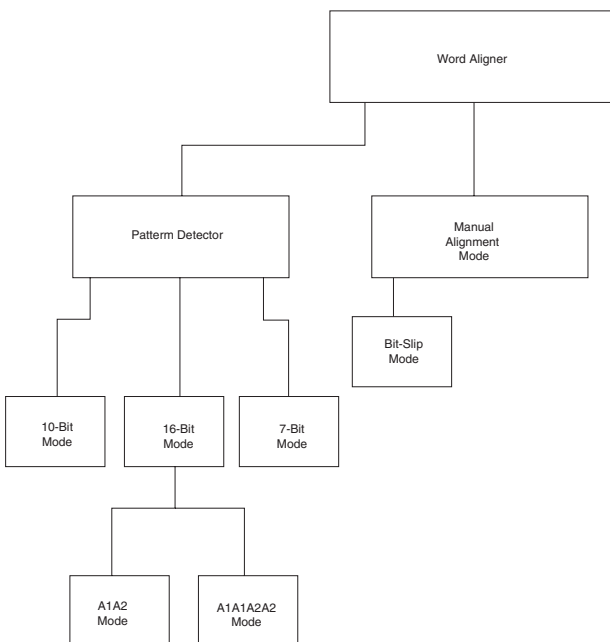 Word Aligner
Patterm Detector
Manual
Alignment
Mode
Bit-Slip
Mode
10-Bit
Mode
16-Bit
Mode
7-Bit
Mode
A1A2
Mode
A1A1A2A2
Mode